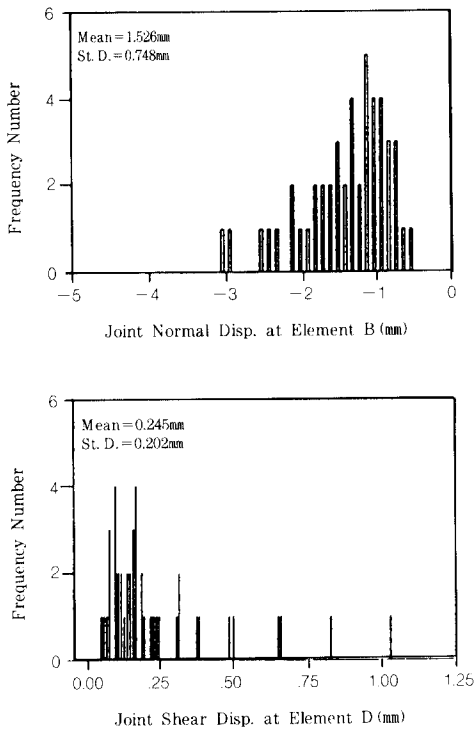 6
4
2
0
Frequency Number
Mean=1.526mm
St. D.=0.748mm
−5 −4 −3 −2 −1 0
Joint Normal Disp. at Element B(mm)
6
4
2
0
Frequency Number
Mean=0.245mm
St. D.=0.202mm
0.00 .25 .50 .75 1.00 1.25
Joint Shear Disp. at Element D(mm)